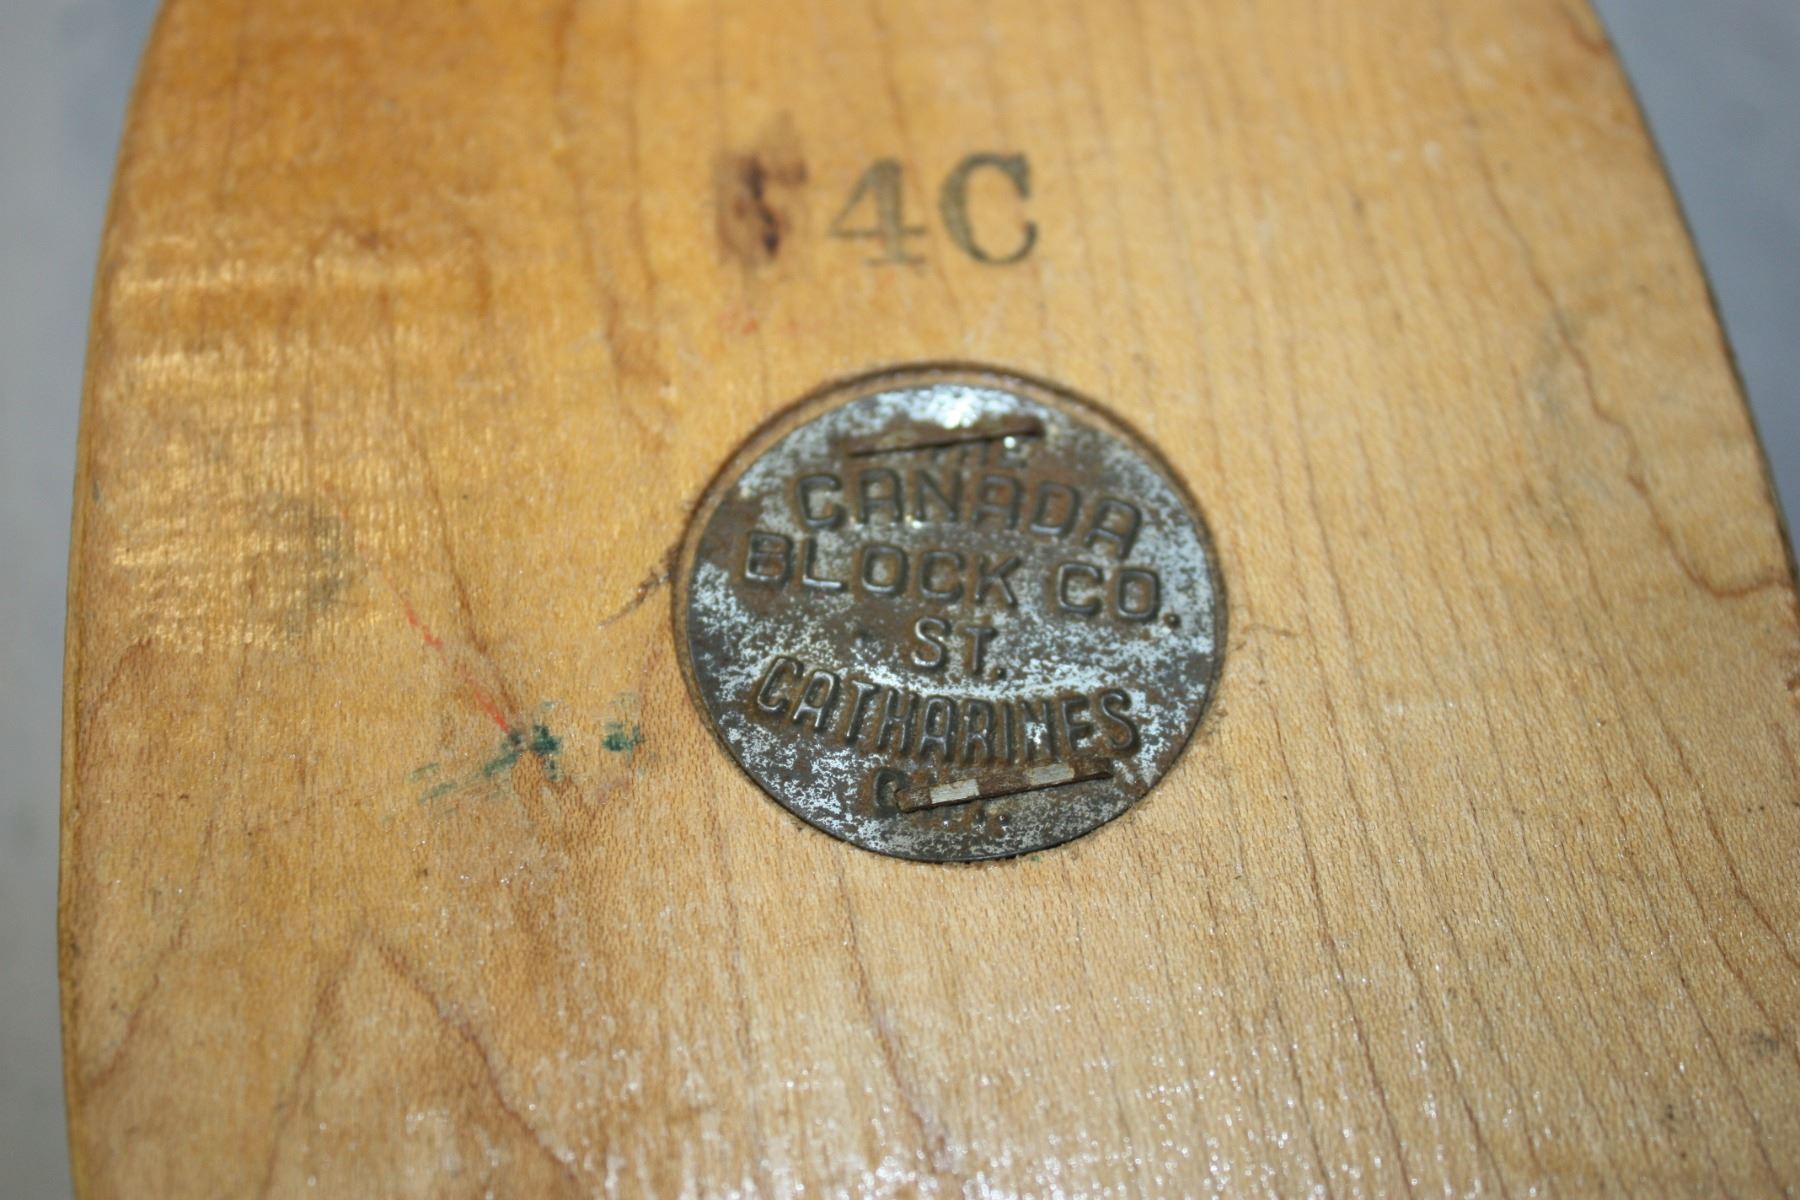 4C
CANADA
BLOCK CO.
ST.
CATHARINES